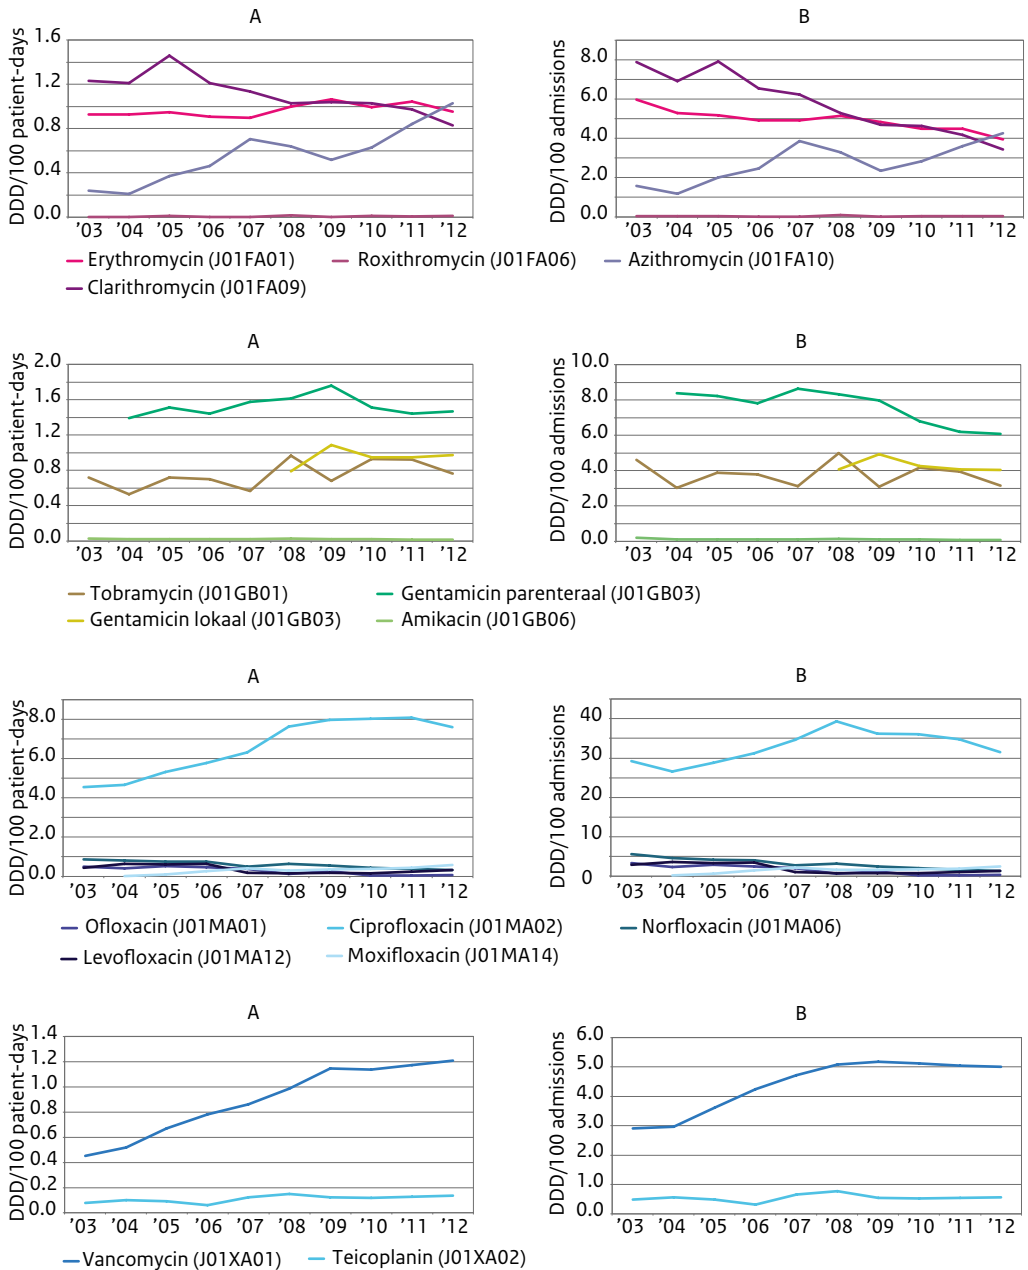 A
DDD/100 patient-days
1.6
1.2
0.8
0.4
0.0
’03 ’04 ’05 ’06 ’07 ’08 ’09 ’10 ’11 ’12
B
DDD/100 admissions
8.0
6.0
4.0
2.0
0.0
’03 ’04 ’05 ’06 ’07 ’08 ’09 ’10 ’11 ’12
Erythromycin (J01FA01) Roxithromycin (J01FA06) Azithromycin (J01FA10)
Clarithromycin (J01FA09)
A
DDD/100 patient-days
2.0
1.6
1.2
0.8
0.4
0.0
’03 ’04 ’05 ’06 ’07 ’08 ’09 ’10 ’11 ’12
B
DDD/100 admissions
10.0
8.0
6.0
4.0
2.0
0.0
’03 ’04 ’05 ’06 ’07 ’08 ’09 ’10 ’11 ’12
Tobramycin (J01GB01) Gentamicin parenteraal (J01GB03)
Gentamicin lokaal (J01GB03) Amikacin (J01GB06)
A
DDD/100 patient-days
8.0
6.0
4.0
2.0
0.0
’03 ’04 ’05 ’06 ’07 ’08 ’09 ’10 ’11 ’12
B
DDD/100 admissions
40
30
20
10
0
’03 ’04 ’05 ’06 ’07 ’08 ’09 ’10 ’11 ’12
Ofloxacin (J01MA01) Ciprofloxacin (J01MA02) Norfloxacin (J01MA06)
Levofloxacin (J01MA12) Moxifloxacin (J01MA14)
A
DDD/100 patient-days
1.4
1.2
1.0
0.8
0.6
0.4
0.2
0.0
’03 ’04 ’05 ’06 ’07 ’08 ’09 ’10 ’11 ’12
B
DDD/100 admissions
6.0
5.0
4.0
3.0
2.0
1.0
0.0
’03 ’04 ’05 ’06 ’07 ’08 ’09 ’10 ’11 ’12
Vancomycin (J01XA01) Teicoplanin (J01XA02)